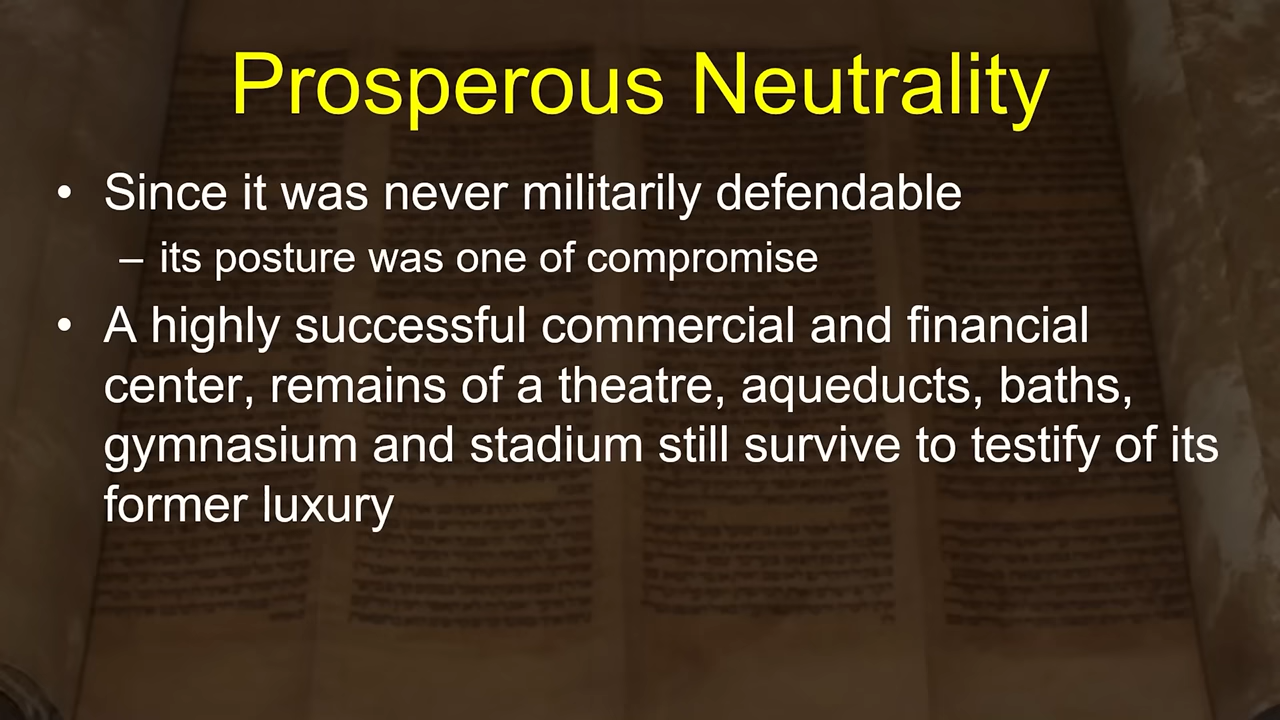 Prosperous Neutrality
• Since it was never militarily defendable
– its posture was one of compromise
• A highly successful commercial and financial
center, remains of a theatre, aqueducts, baths,
gymnasium and stadium still survive to testify of its
former luxury